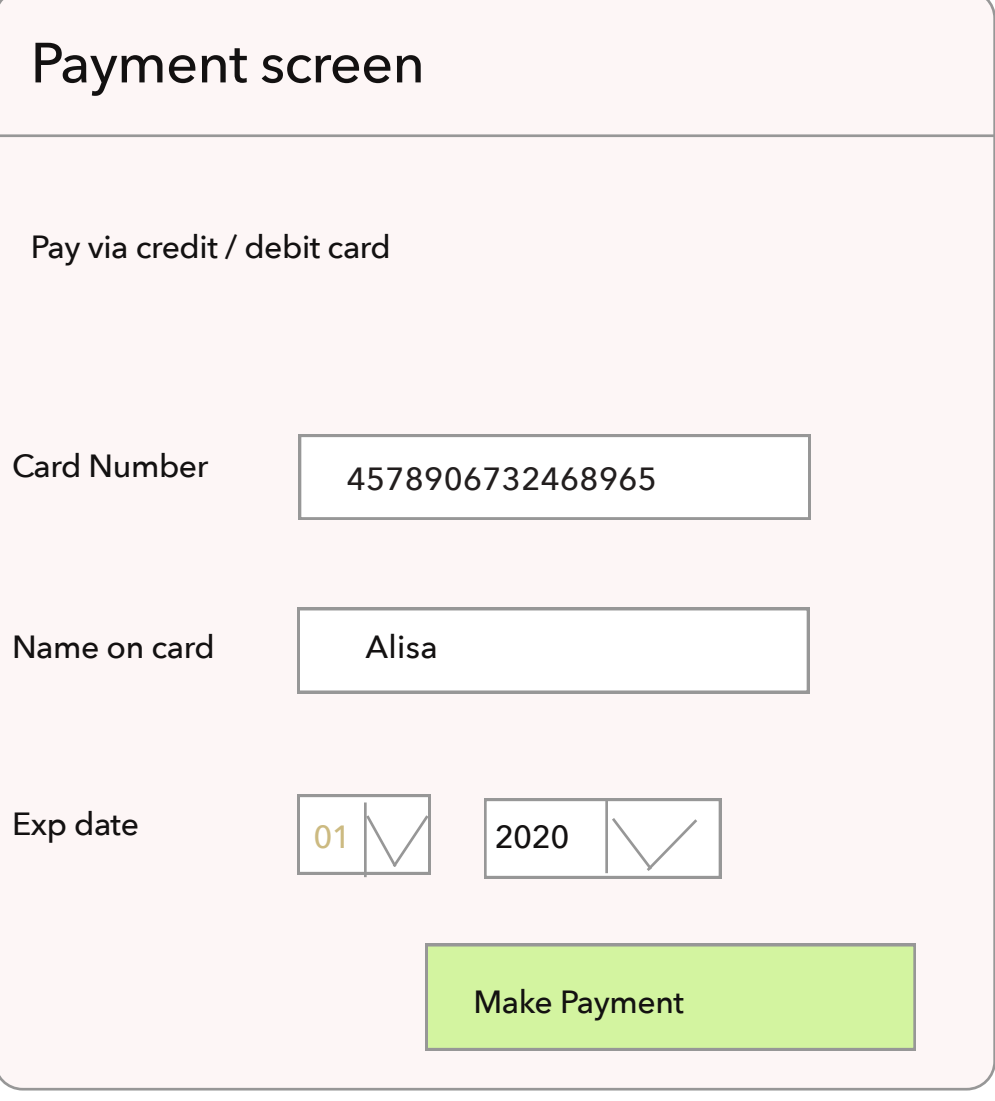 Payment screen
Pay via credit / debit card
Card Number
4578906732468965
Name on card
Alisa
Exp date
01
2020
Make Payment